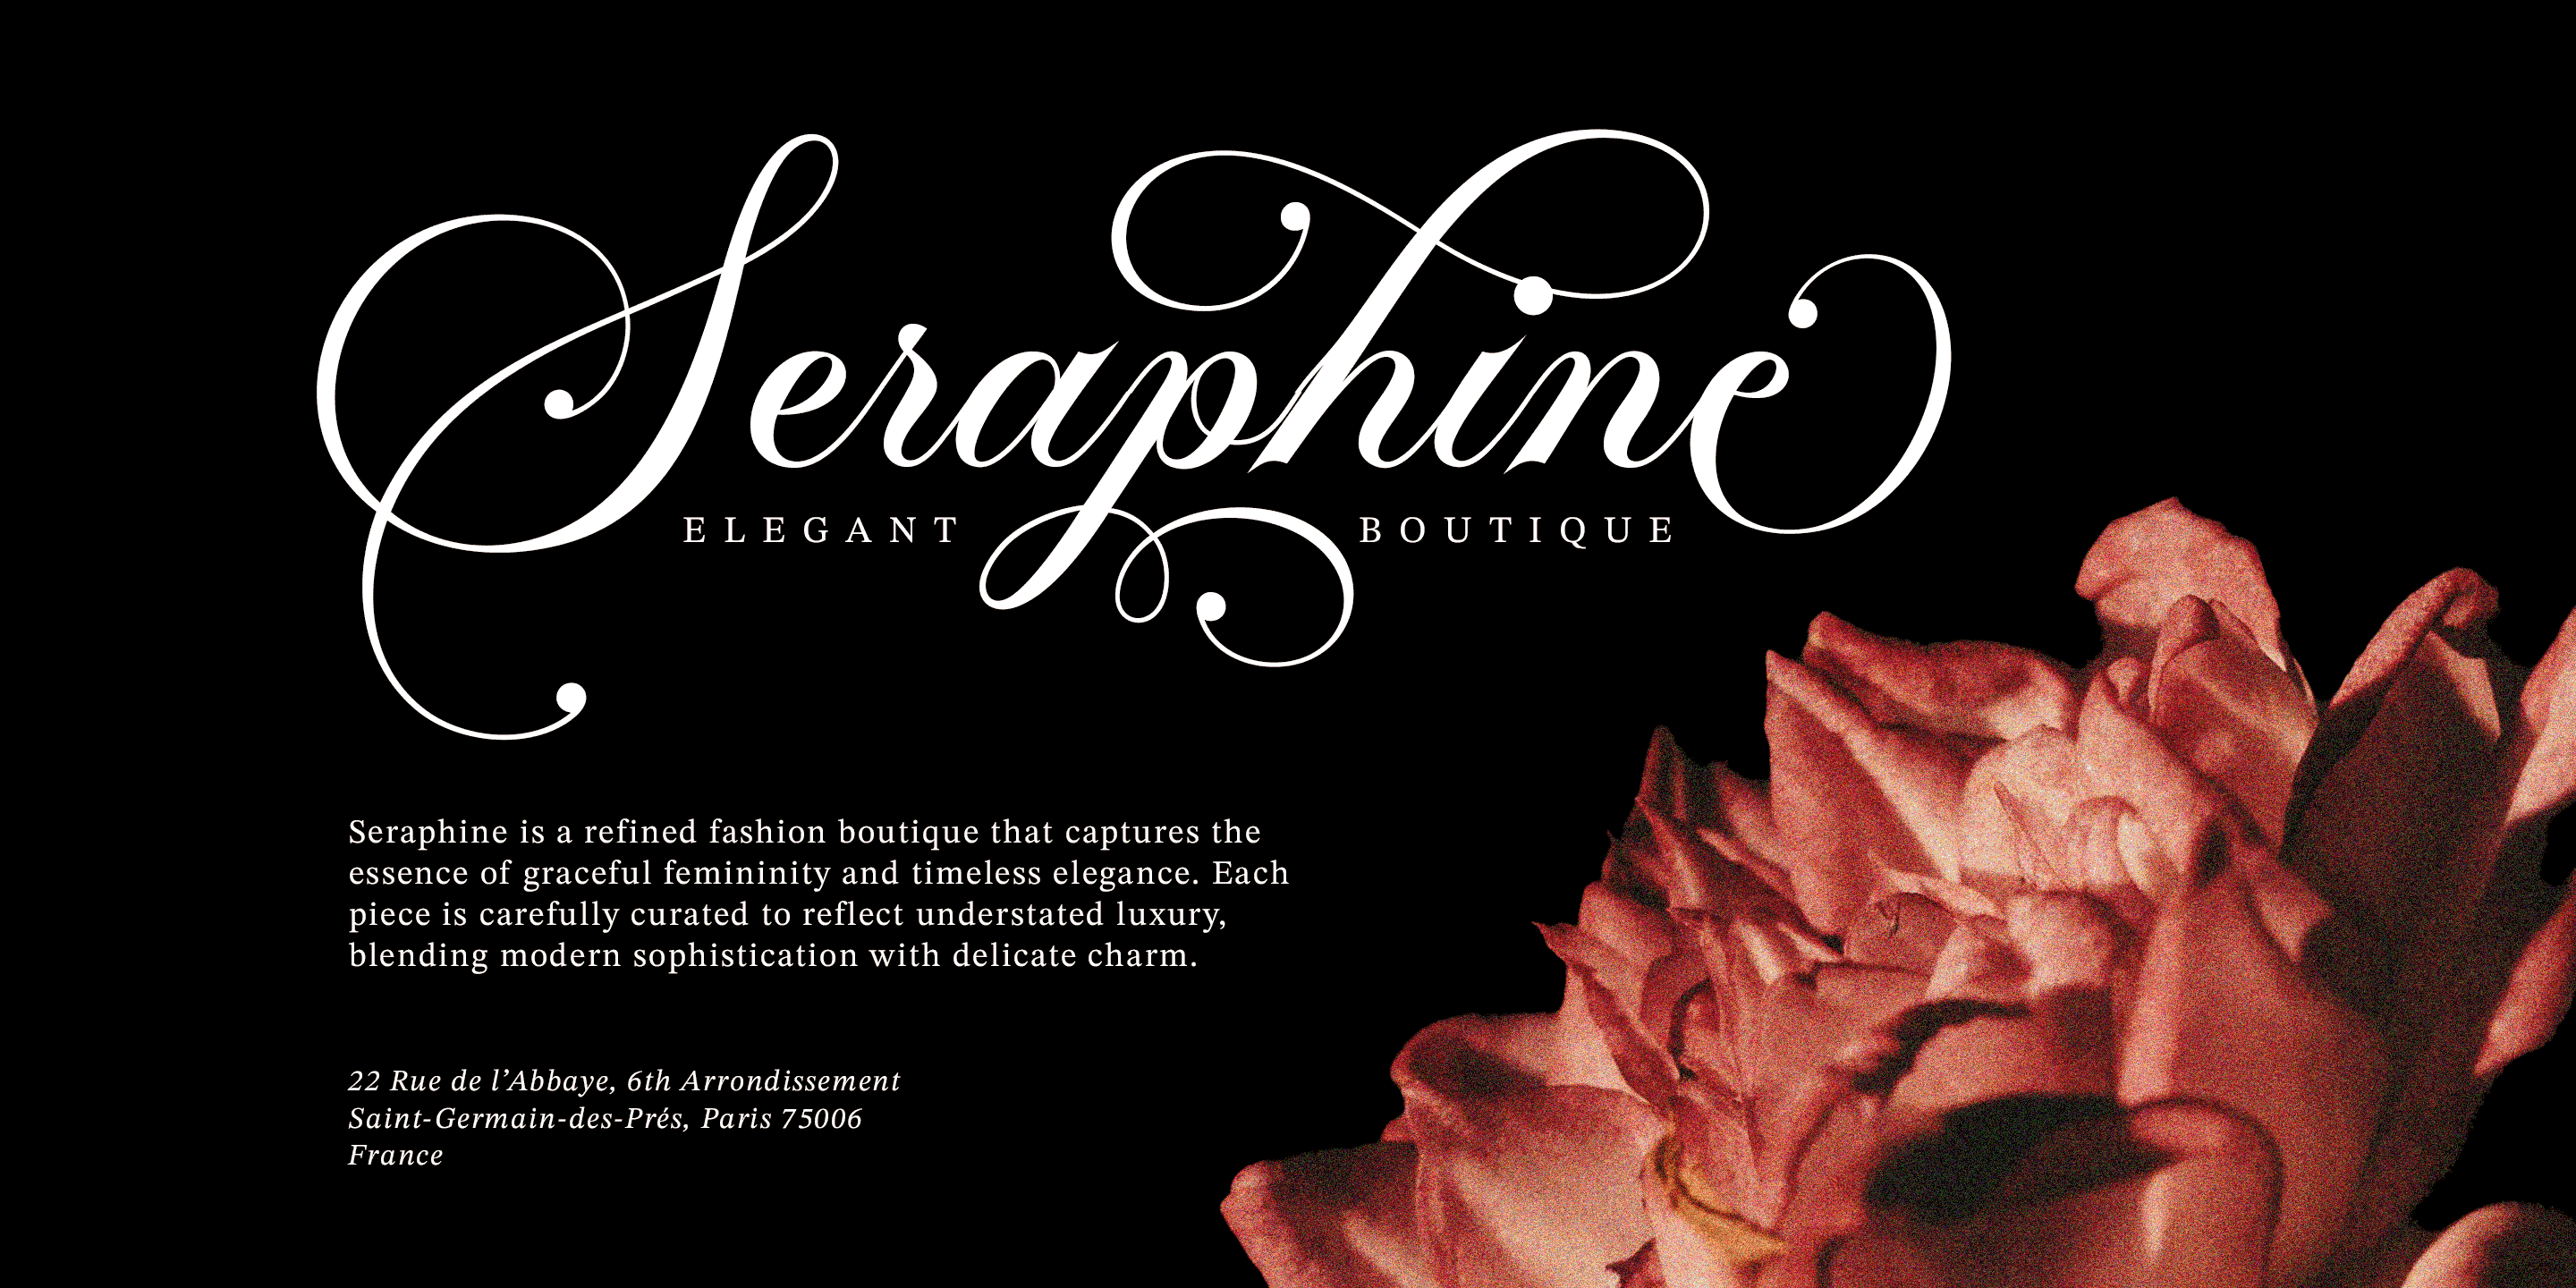 Seraphine
ELEGANT BOUTIQUE
Seraphine is a refined fashion boutique that captures the
essence of graceful femininity and timeless elegance. Each
piece is carefully curated to reflect understated luxury,
blending modern sophistication with delicate charm.
22 Rue de l’Abbaye, 6th Arrondissement
Saint-Germain-des-Prés, Paris 75006
France